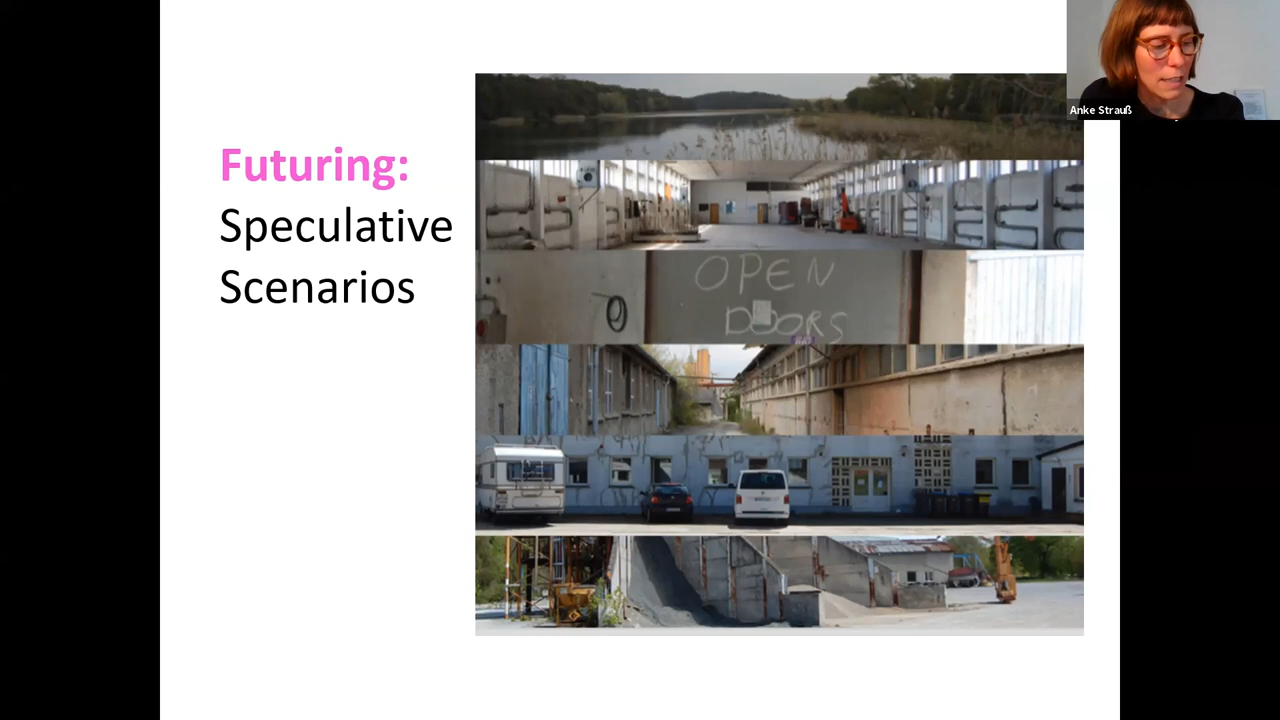 Futuring:
Speculative
Scenarios
OPEN
DOORS
Anke Strauß